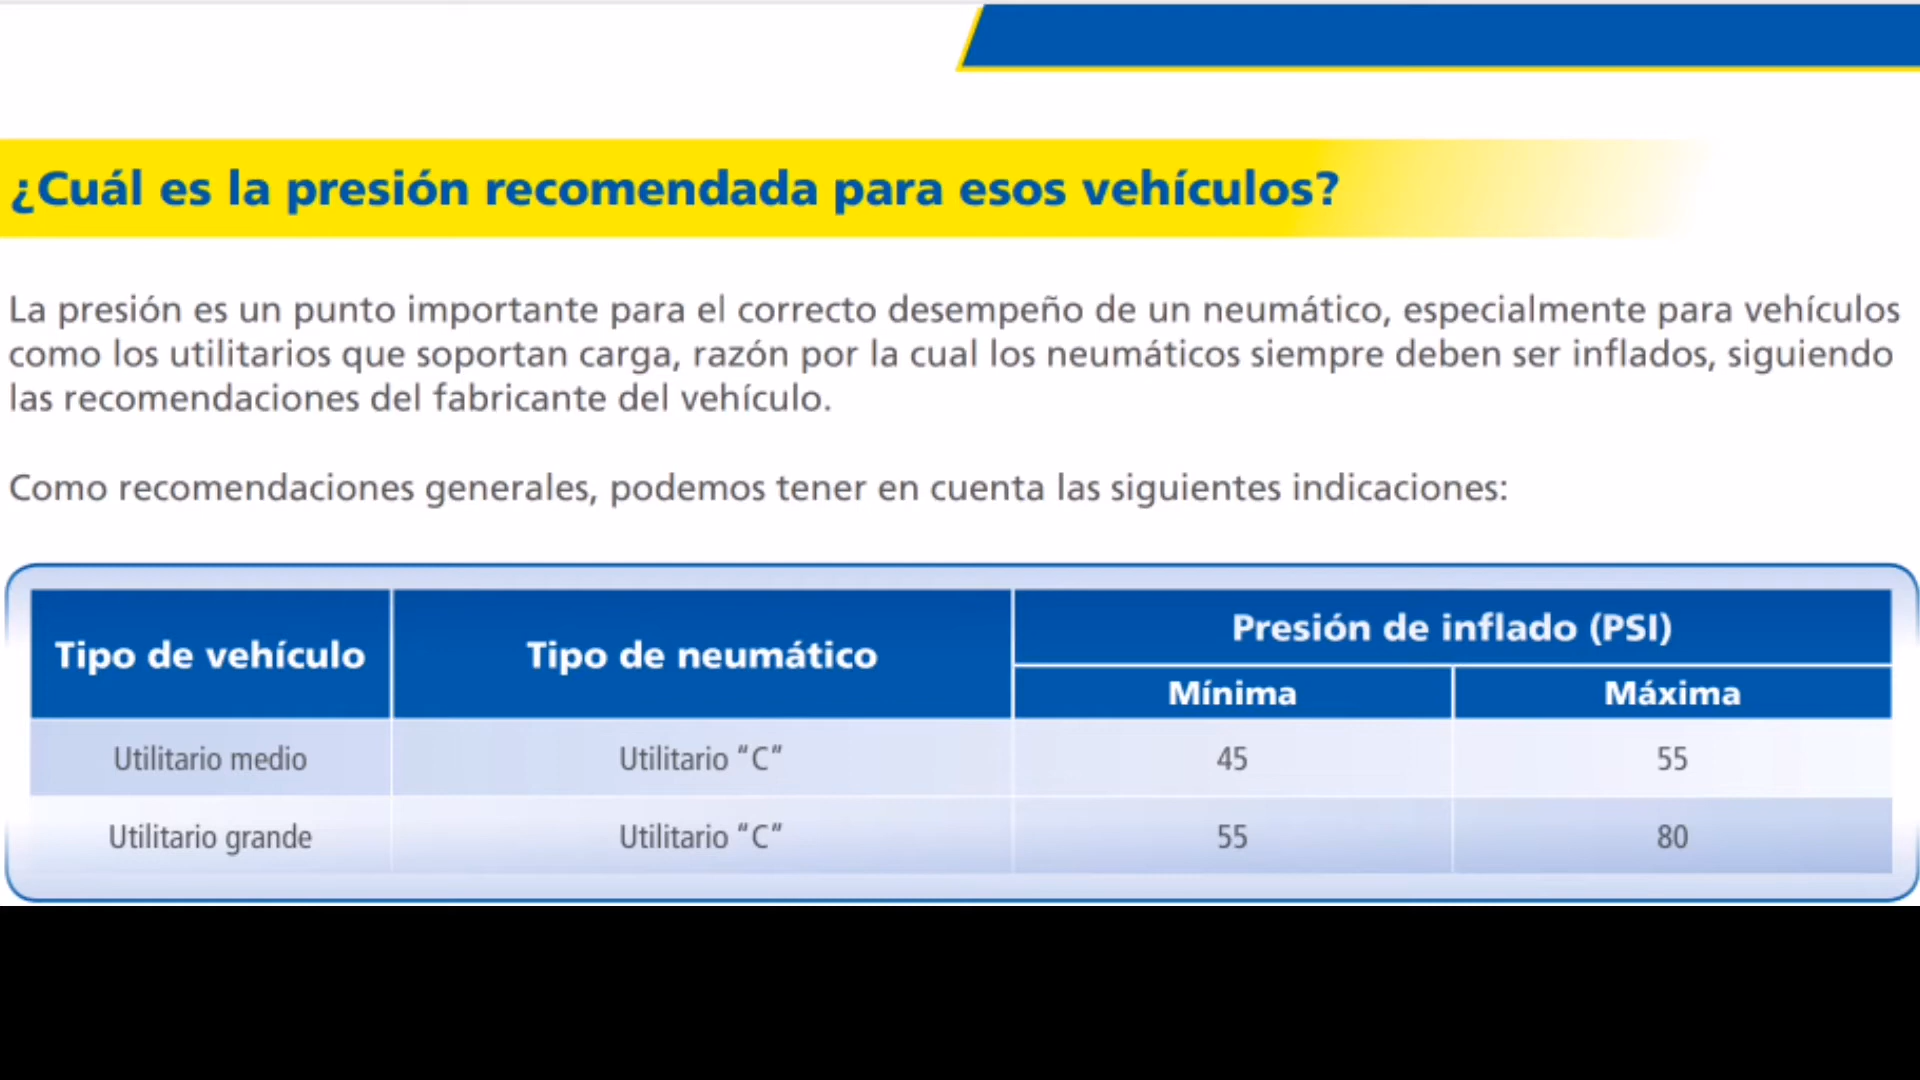 ¿Cuál es la presión recomendada para esos vehículos?
La presión es un punto importante para el correcto desempeño de un neumático, especialmente para vehículos
como los utilitarios que soportan carga, razón por la cual los neumáticos siempre deben ser inflados, siguiendo
las recomendaciones del fabricante del vehículo.
Como recomendaciones generales, podemos tener en cuenta las siguientes indicaciones:
Tipo de vehículo Tipo de neumático Presión de inflado (PSI)
Mínima Máxima
Utilitario medio Utilitario “C” 45 55
Utilitario grande Utilitario “C” 55 80